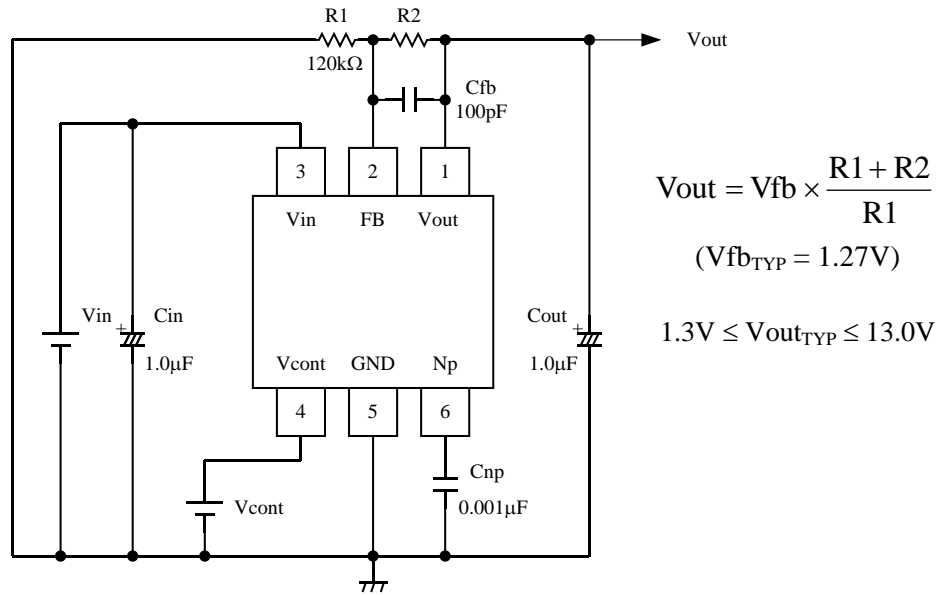 R1 R2
120kΩ
Vout
Cfb
100pF
3 2 1
Vin FB Vout
Vout = Vfb × (R1 + R2) / R1
(VfbTYP = 1.27V)
1.3V ≤ VoutTYP ≤ 13.0V
Vin + Cin
1.0μF
Cout +
1.0μF
Vcont GND Np
4 5 6
Vcont
Cnp
0.001μF